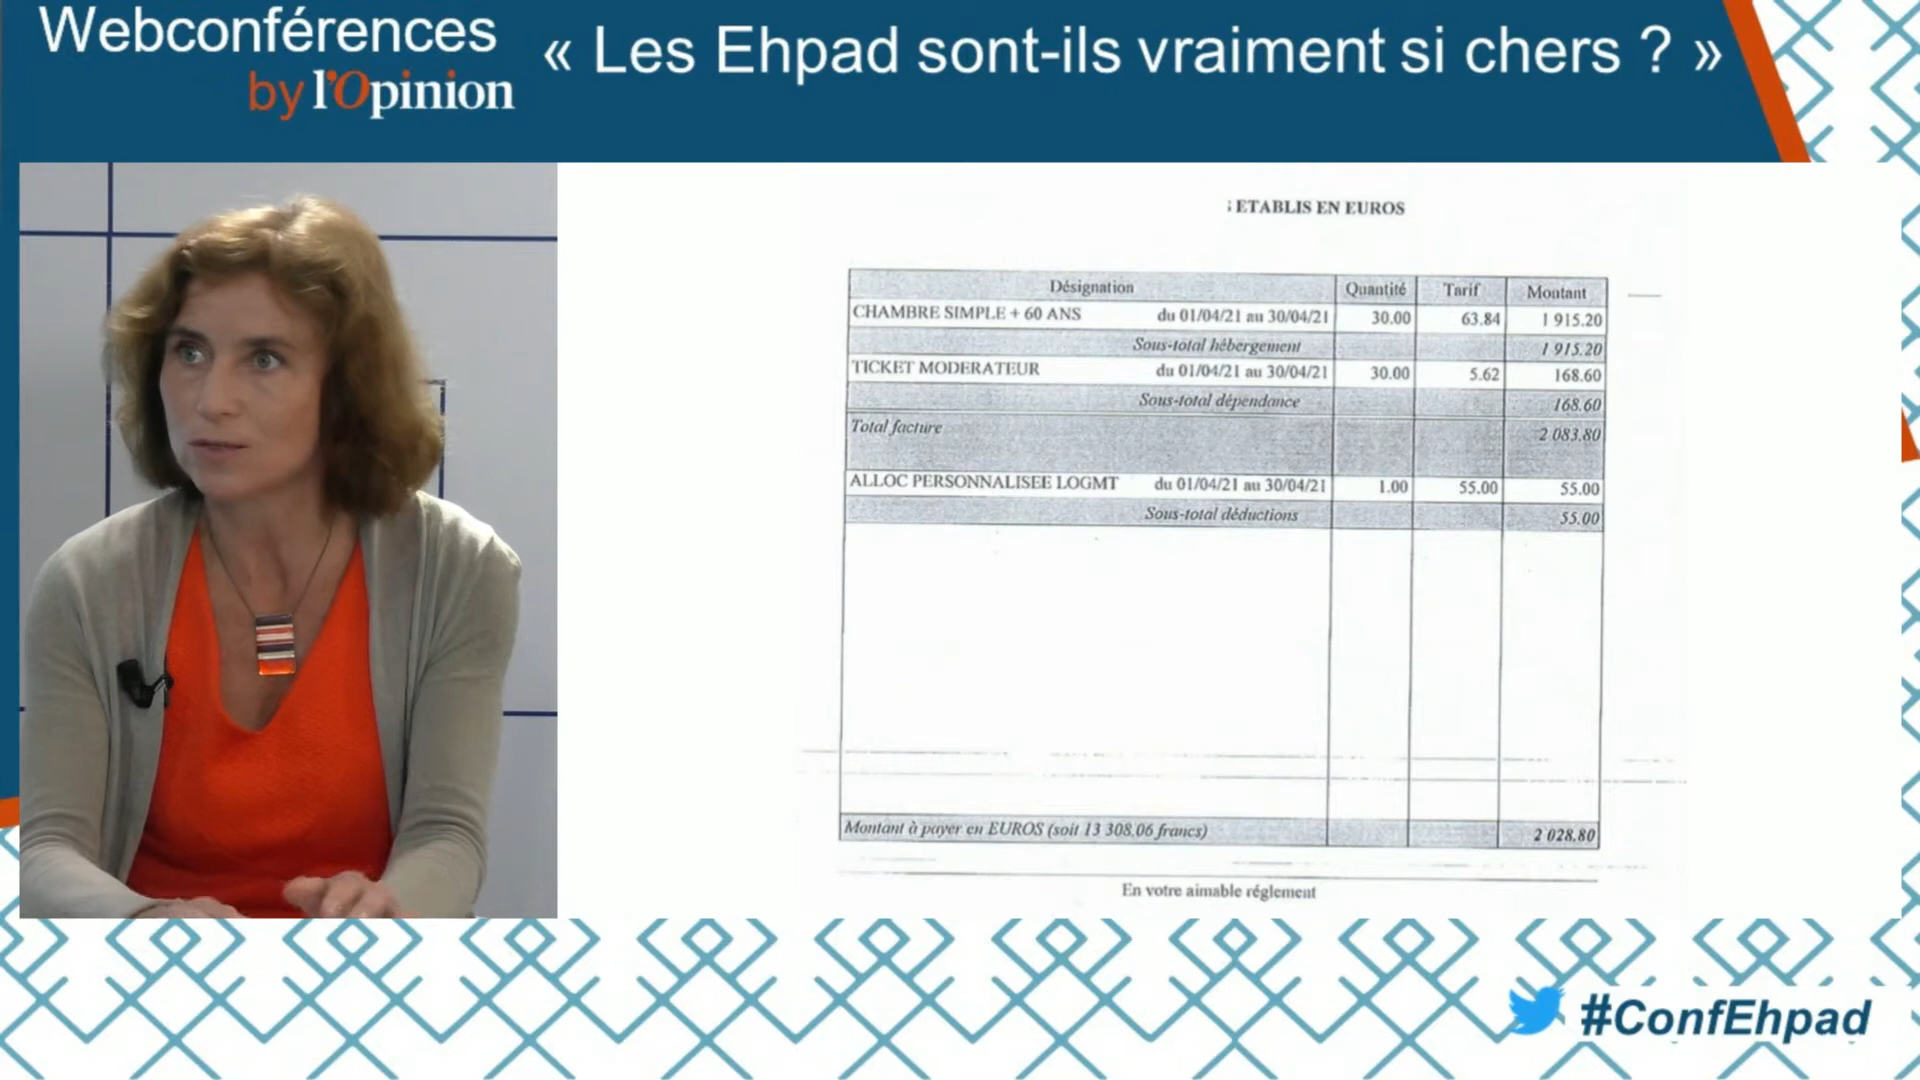 Webconférences
by l'Opinion
« Les Ehpad sont-ils vraiment si chers ? »
ETABLIS EN EUROS
Désignation Quantité Tarif Montant
CHAMBRE SIMPLE + 60 ANS du 01/04/21 au 30/04/21 30.00 63.84 1 915.20
Sous-total hébergement 1 915.20
TICKET MODERATEUR du 01/04/21 au 30/04/21 30.00 5.62 168.60
Sous-total dépendance 168.60
Total facture 2 083.80
ALLOC PERSONNALISEE LOGMT du 01/04/21 au 30/04/21 1.00 55.00 55.00
Sous-total déductions 55.00
Montant à payer en EUROS (soit 13 308.06 francs) 2 028.80
En votre aimable réglement
#ConfEhpad